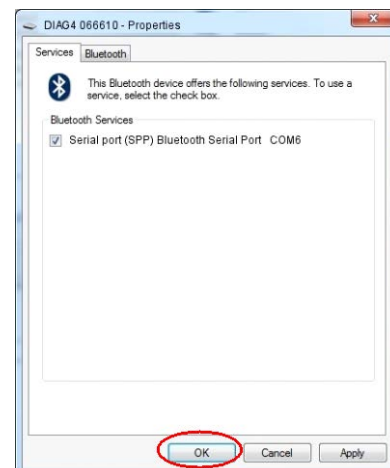 DIAG4 066610 - Properties
Services Bluetooth
This Bluetooth device offers the following services. To use a
service, select the check box.
Bluetooth Services
Serial port (SPP) Bluetooth Serial Port COM6
OK Cancel Apply